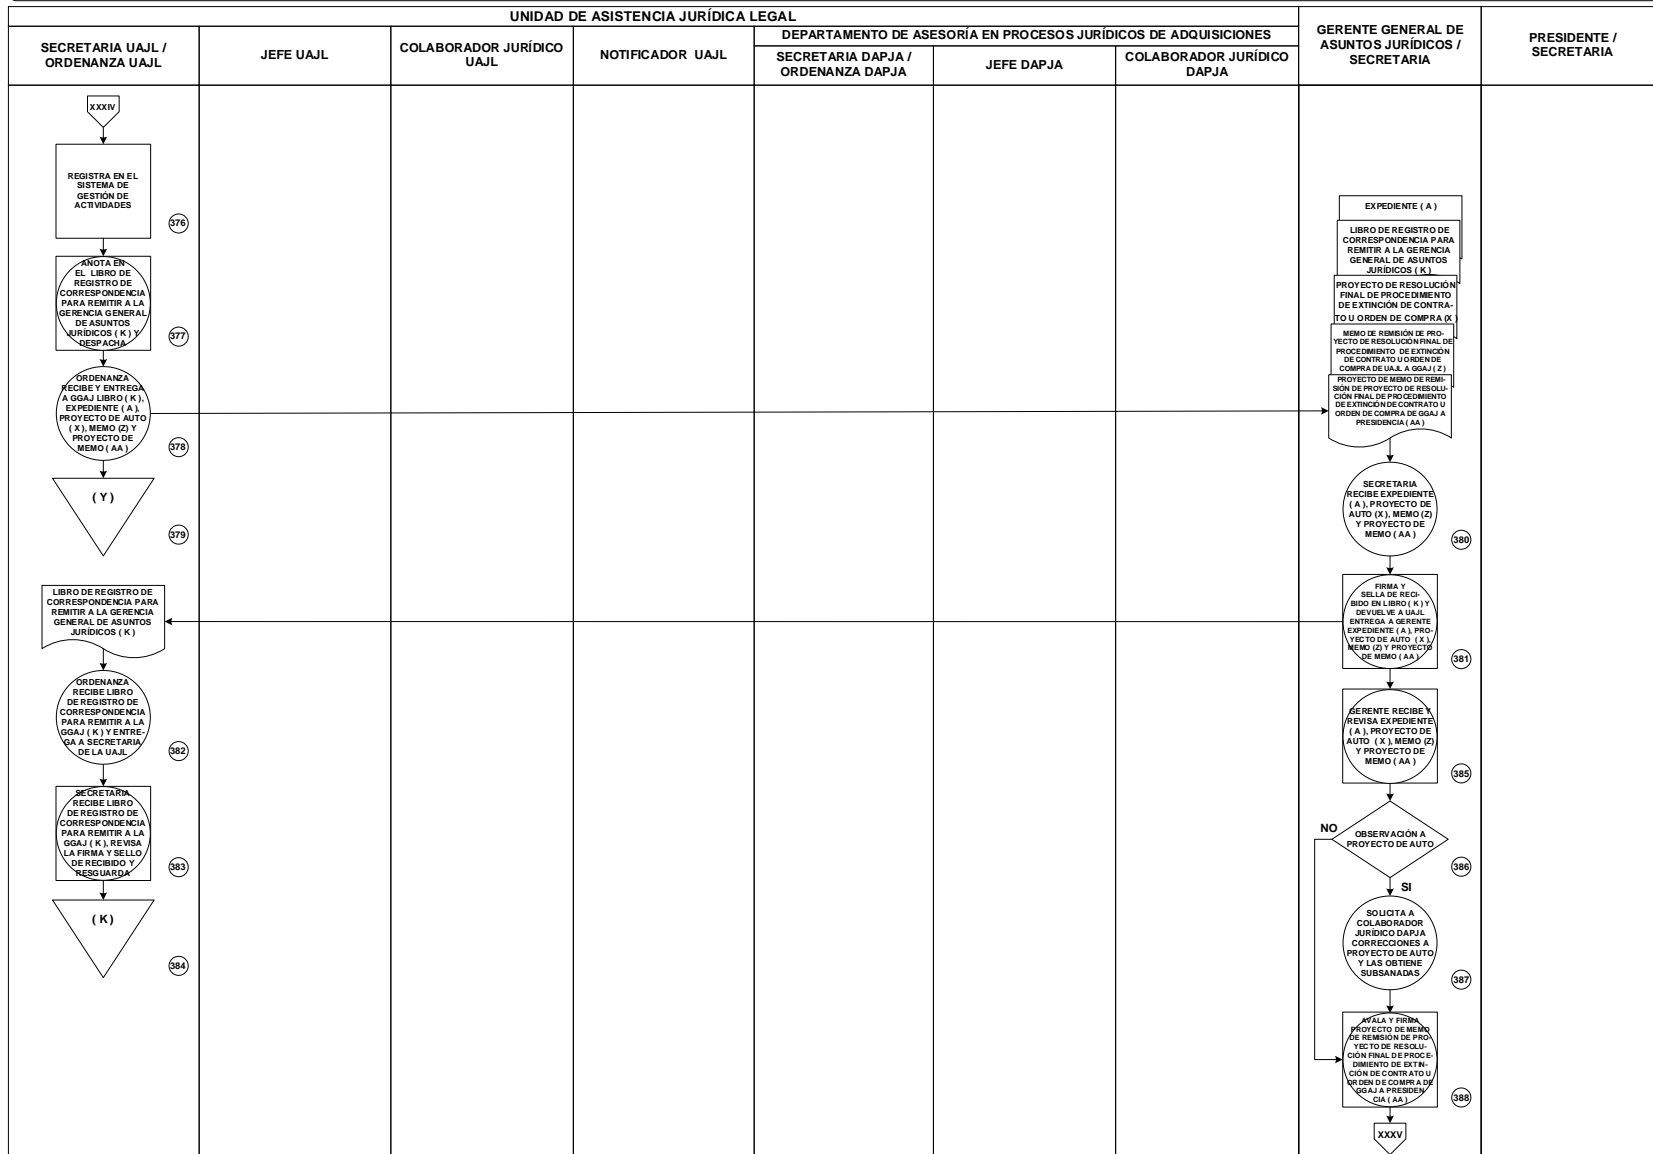 UNIDAD DE ASISTENCIA JURÍDICA LEGAL
SECRETARIA UAJL /
ORDENANZA UAJL
JEFE UAJL
COLABORADOR JURÍDICO
UAJL
NOTIFICADOR UAJL
DEPARTAMENTO DE ASESORÍA EN PROCESOS JURÍDICOS DE ADQUISICIONES
SECRETARIA DAPJA /
ORDENANZA DAPJA
JEFE DAPJA
COLABORADOR JURÍDICO
DAPJA
GERENTE GENERAL DE
ASUNTOS JURÍDICOS /
SECRETARIA
PRESIDENTE /
SECRETARIA
XXXIV
REGISTRA EN EL
SISTEMA DE
GESTIÓN DE
ACTIVIDADES
376
ANOTA EN
EL LIBRO DE
REGISTRO DE
CORRESPONDENCIA
PARA REMITIR A LA
GERENCIA GENERAL
DE ASUNTOS
JURÍDICOS ( K ) Y
DESPACHA
377
ORDENANZA
RECIBE Y ENTREGA
A GGAJ LIBRO ( K ),
EXPEDIENTE ( A ),
PROYECTO DE AUTO
( X ), MEMO (Z) Y
PROYECTO DE
MEMO ( AA )
378
( Y )
379
LIBRO DE REGISTRO DE
CORRESPONDENCIA PARA
REMITIR A LA GERENCIA
GENERAL DE ASUNTOS
JURÍDICOS ( K )
ORDENANZA
RECIBE LIBRO
DE REGISTRO DE
CORRESPONDENCIA
PARA REMITIR A LA
GGAJ ( K ) Y ENTRE-
GA A SECRETARIA
DE LA UAJL
382
SECRETARIA
RECIBE LIBRO
DE REGISTRO DE
CORRESPONDENCIA
PARA REMITIR A LA
GGAJ ( K ), REVISA
LA FIRMA Y SELLO
DE RECIBIDO Y
RESGUARDA
383
( K )
384
EXPEDIENTE ( A )
LIBRO DE REGISTRO DE
CORRESPONDENCIA PARA
REMITIR A LA GERENCIA
GENERAL DE ASUNTOS
JURÍDICOS ( K )
PROYECTO DE RESOLUCIÓN
FINAL DE PROCEDIMIENTO
DE EXTINCIÓN DE CONTRA-
TO U ORDEN DE COMPRA (X )
MEMO DE REMISIÓN DE PRO-
YECTO DE RESOLUCIÓN FINAL DE
PROCEDIMIENTO DE EXTINCIÓN
DE CONTRATO U ORDEN DE
COMPRA DE UAJL A GGAJ ( Z )
PROYECTO DE MEMO DE REMI-
SIÓN DE PROYECTO DE RESOLU-
CIÓN FINAL DE PROCEDIMIENTO
DE EXTINCIÓN DE CONTRATO U
ORDEN DE COMPRA DE GGAJ A
PRESIDENCIA ( AA )
SECRETARIA
RECIBE EXPEDIENTE
( A ), PROYECTO DE
AUTO (X ), MEMO (Z)
Y PROYECTO DE
MEMO ( AA )
380
FIRMA Y
SELLA DE RECI-
BIDO EN LIBRO ( K ) Y
DEVUELVE A UAJL
ENTREGA A GERENTE
EXPEDIENTE ( A ), PRO-
YECTO DE AUTO ( X ),
MEMO (Z) Y PROYECTO
DE MEMO ( AA )
381
GERENTE RECIBE Y
REVISA EXPEDIENTE
( A ), PROYECTO DE
AUTO ( X ), MEMO (Z)
Y PROYECTO DE
MEMO ( AA )
385
NO
OBSERVACIÓN A
PROYECTO DE AUTO
386
SI
SOLICITA A
COLABORADOR
JURÍDICO DAPJA
CORRECCIONES A
PROYECTO DE AUTO
Y LAS OBTIENE
SUBSANADAS
387
AVALA Y FIRMA
PROYECTO DE MEMO
DE REMISIÓN DE PRO-
YECTO DE RESOLU-
CIÓN FINAL DE PROCE-
DIMIENTO DE EXTIN-
CIÓN DE CONTRATO U
ORDEN DE COMPRA DE
GGAJ A PRESIDEN-
CIA ( AA )
388
XXXV